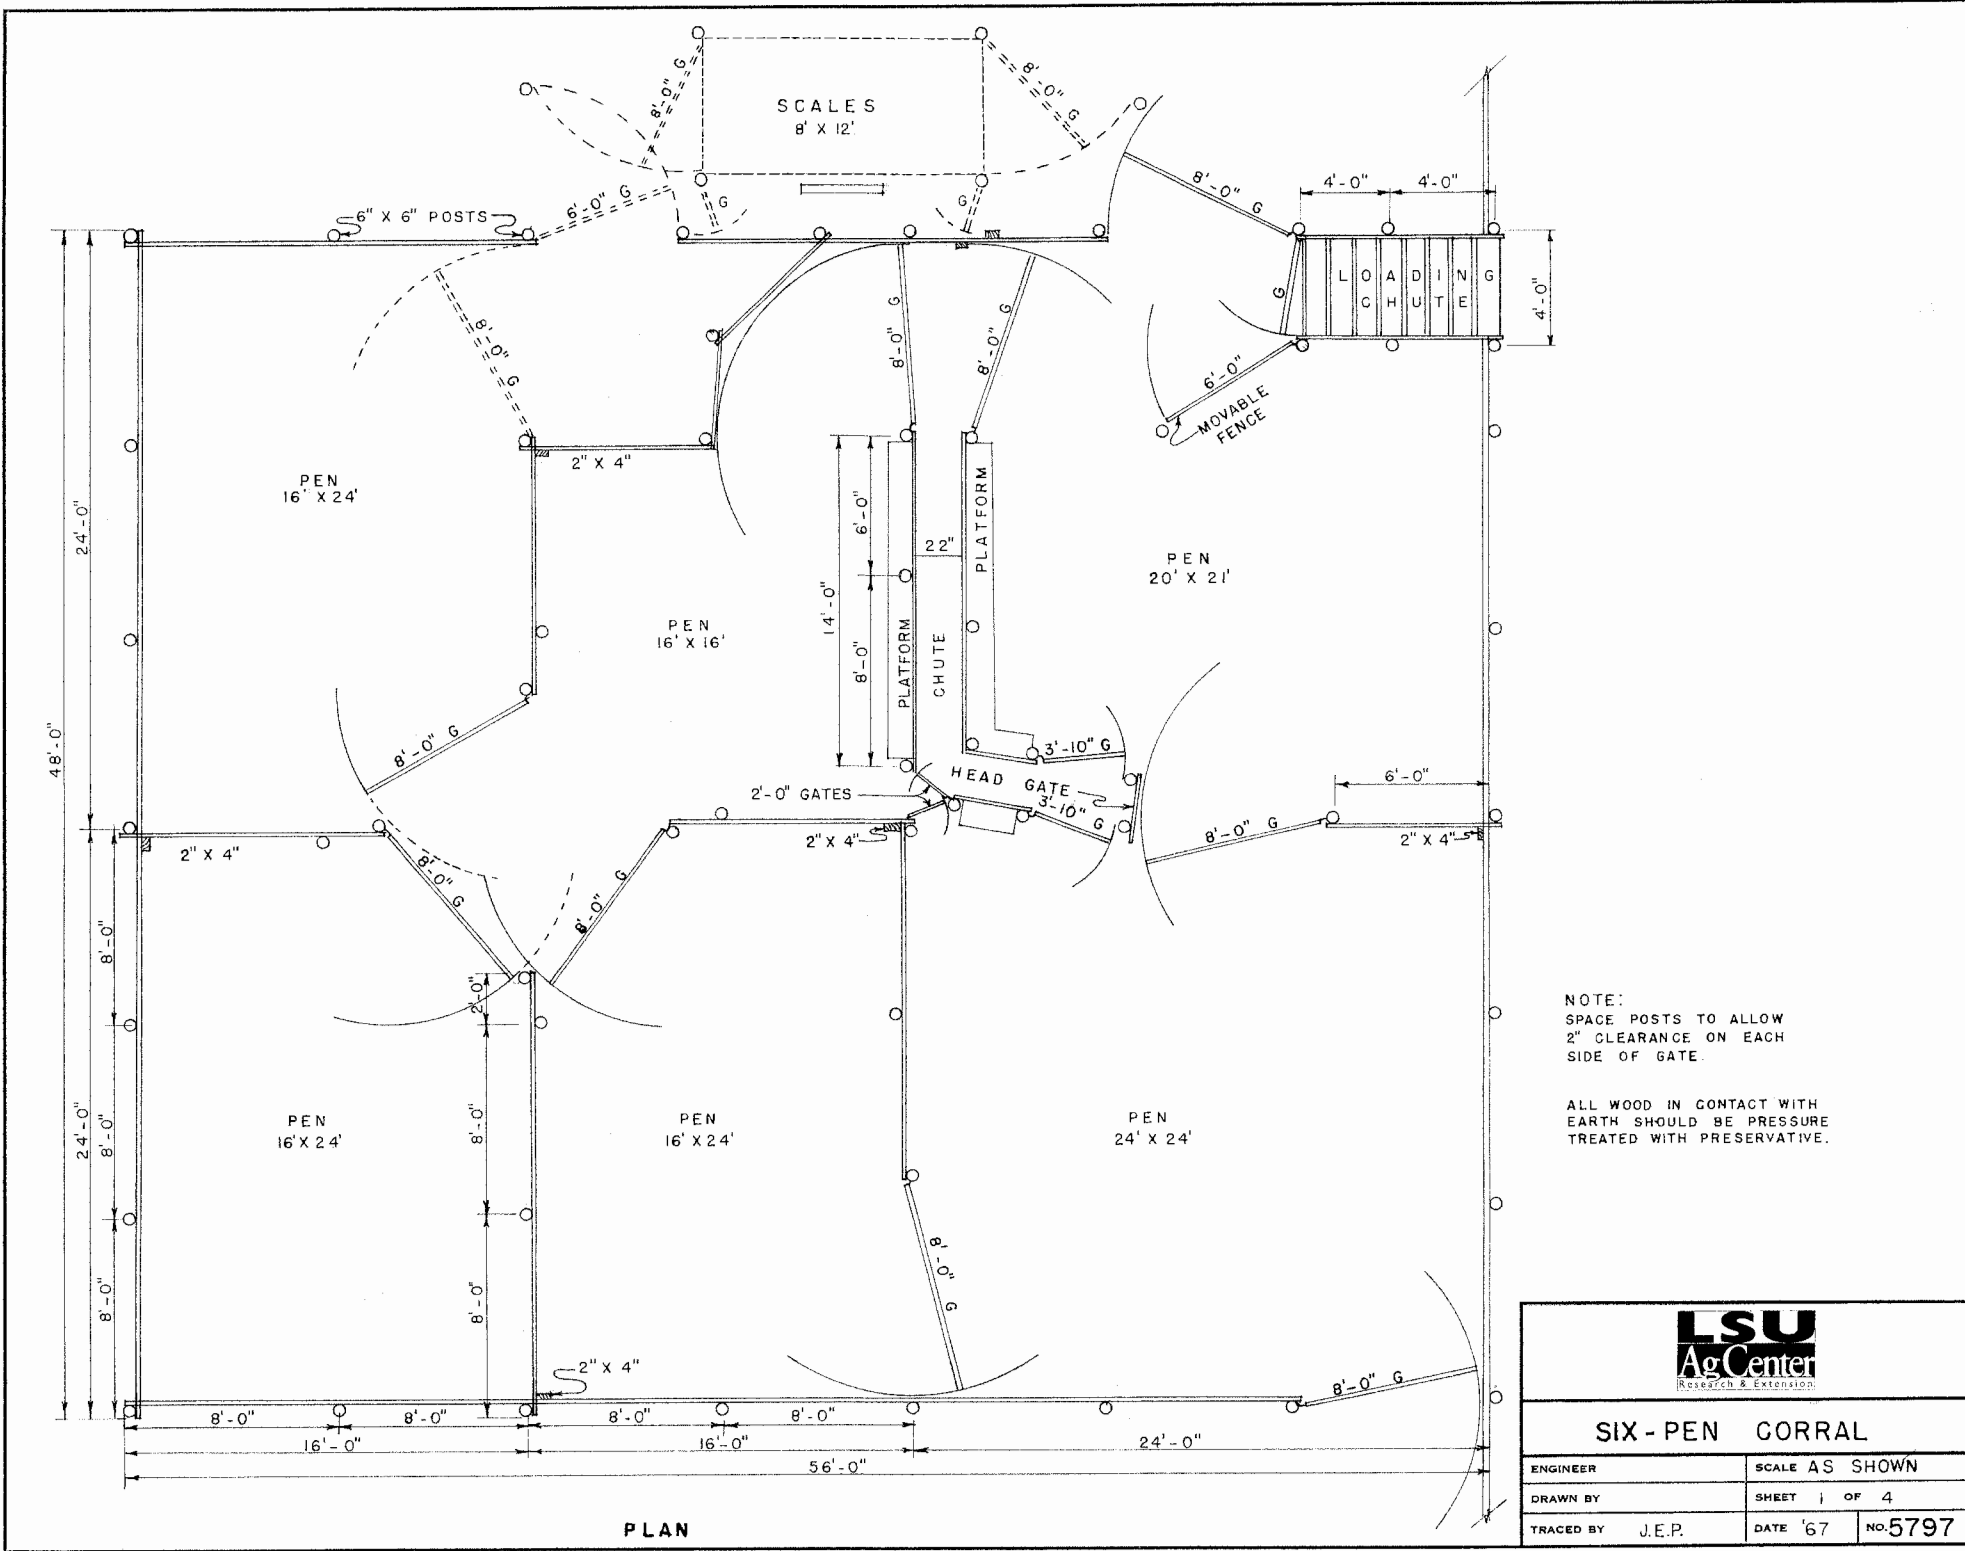 8'-0" G
8'-0" G
SCALES
8' X 12'
G
G
6'-0" G
6" X 6" POSTS
8'-0" G
4'-0"
4'-0"
LOADING
CHUTE
G
4'-0"
8'-0" G
8'-0" G
8'-0" G
6'-0"
MOVABLE
FENCE
2" X 4"
PEN
16' X 24'
24'-0"
48'-0"
6'-0"
14'-0"
8'-0"
22"
PLATFORM
PLATFORM
CHUTE
PEN
20' X 21'
PEN
16' X 16'
8'-0" G
3'-10" G
HEAD GATE
3'-10" G
2'-0" GATES
6'-0"
8'-0" G
2" X 4"
2" X 4"
2" X 4"
8'-0" G
8'-0" G
8'-0"
2'-0"
24'-0"
8'-0"
8'-0"
8'-0"
8'-0"
PEN
16' X 24'
PEN
16' X 24'
PEN
24' X 24'
8'-0" G
2" X 4"
8'-0" G
8'-0"
8'-0"
8'-0"
8'-0"
16'-0"
16'-0"
24'-0"
56'-0"
PLAN
NOTE:
SPACE POSTS TO ALLOW
2" CLEARANCE ON EACH
SIDE OF GATE.
ALL WOOD IN CONTACT WITH
EARTH SHOULD BE PRESSURE
TREATED WITH PRESERVATIVE.
LSU
AgCenter
Research & Extension
SIX-PEN CORRAL
ENGINEER
SCALE AS SHOWN
DRAWN BY
SHEET 1 OF 4
TRACED BY J.E.P.
DATE '67
NO. 5797